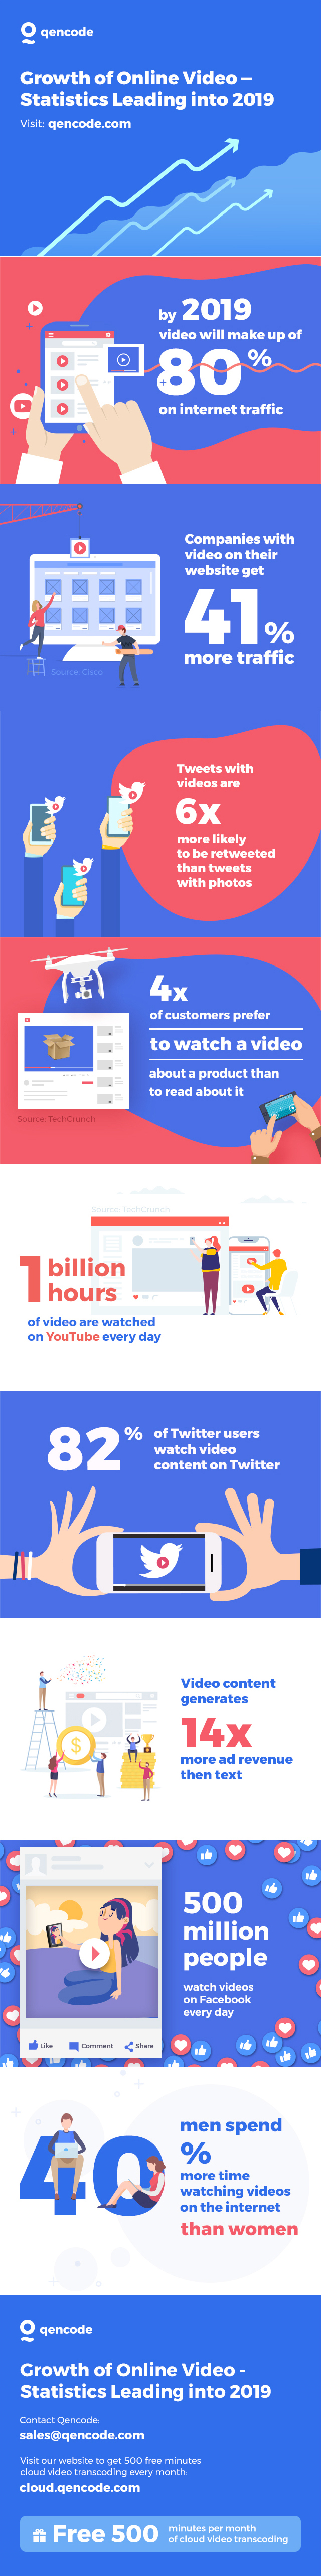 qencode
Growth of Online Video –
Statistics Leading into 2019
Visit: qencode.com
by 2019
video will make up of
80%
on internet traffic
Companies with
video on their
website get
41%
more traffic
Source: Cisco
Tweets with
videos are
6x
more likely
to be retweeted
than tweets
with photos
4x
of customers prefer
to watch a video
about a product than
to read about it
Source: TechCrunch
Source: TechCrunch
1 billion
hours
of video are watched
on YouTube every day
82%
of Twitter users
watch video
content on Twitter
Video content
generates
14x
more ad revenue
then text
500
million
people
watch videos
on Facebook
every day
Like Comment Share
40
men spend
%
more time
watching videos
on the internet
than women
qencode
Growth of Online Video -
Statistics Leading into 2019
Contact Qencode:
sales@qencode.com
Visit our website to get 500 free minutes
cloud video transcoding every month:
cloud.qencode.com
Free 500
minutes per month
of cloud video transcoding